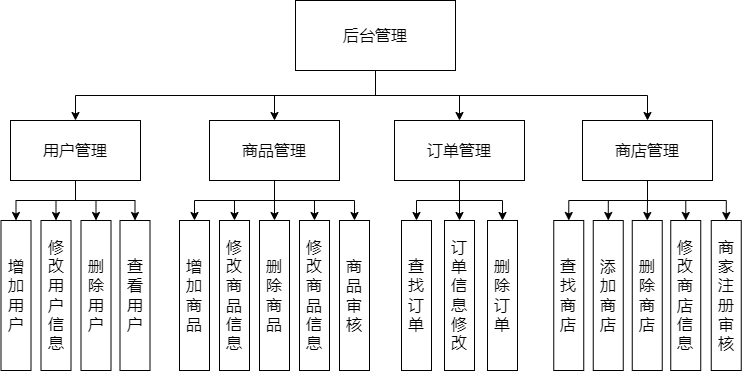 后台管理
用户管理
商品管理
订单管理
商店管理
增加用户
修改用户信息
删除用户
查看用户
增加商品
修改商品信息
删除商品
修改商品信息
商品审核
查找订单
订单信息修改
删除订单
查找商店
添加商店
删除商店
修改商店信息
商家注册审核